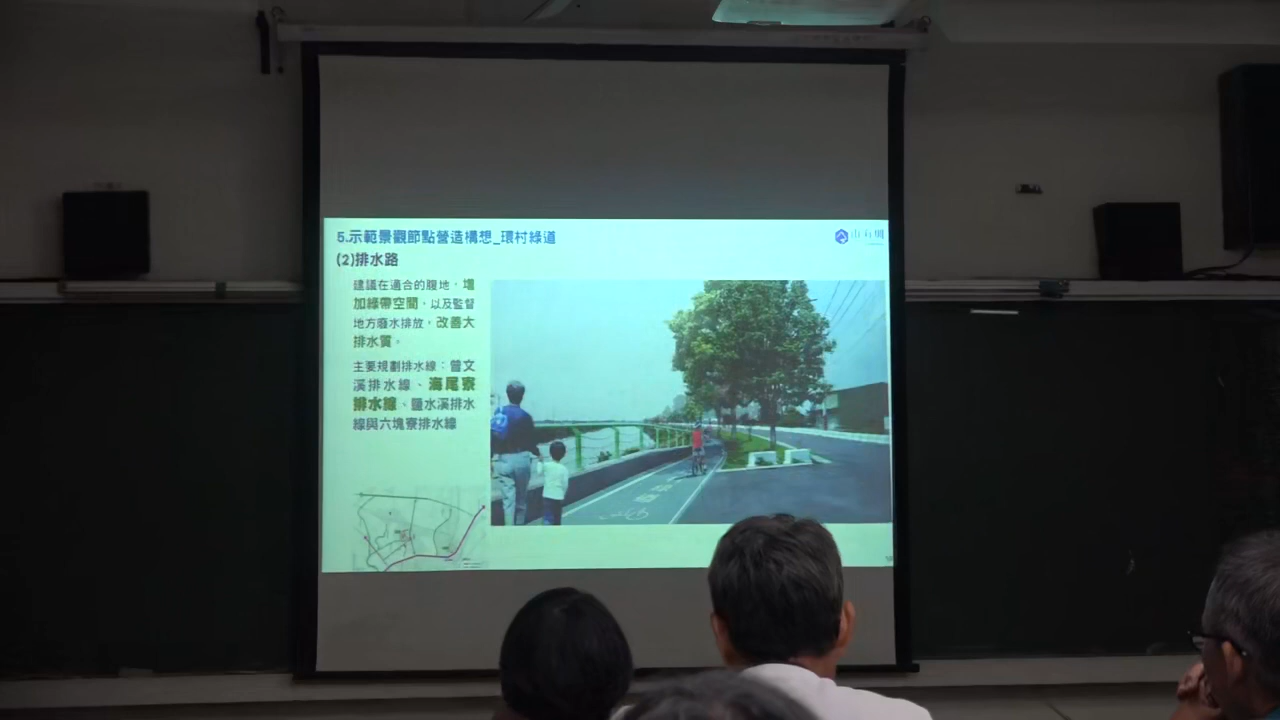 5.示範景觀節點營造構想_環村綠道
(2)排水路
建議在適合的腹地，增
加綠帶空間，以及監督
地方廢水排放，改善大
排水質。
主要規劃排水線：曾文
溪排水線、海尾寮
排水線、鹽水溪排水
線與六塊寮排水線